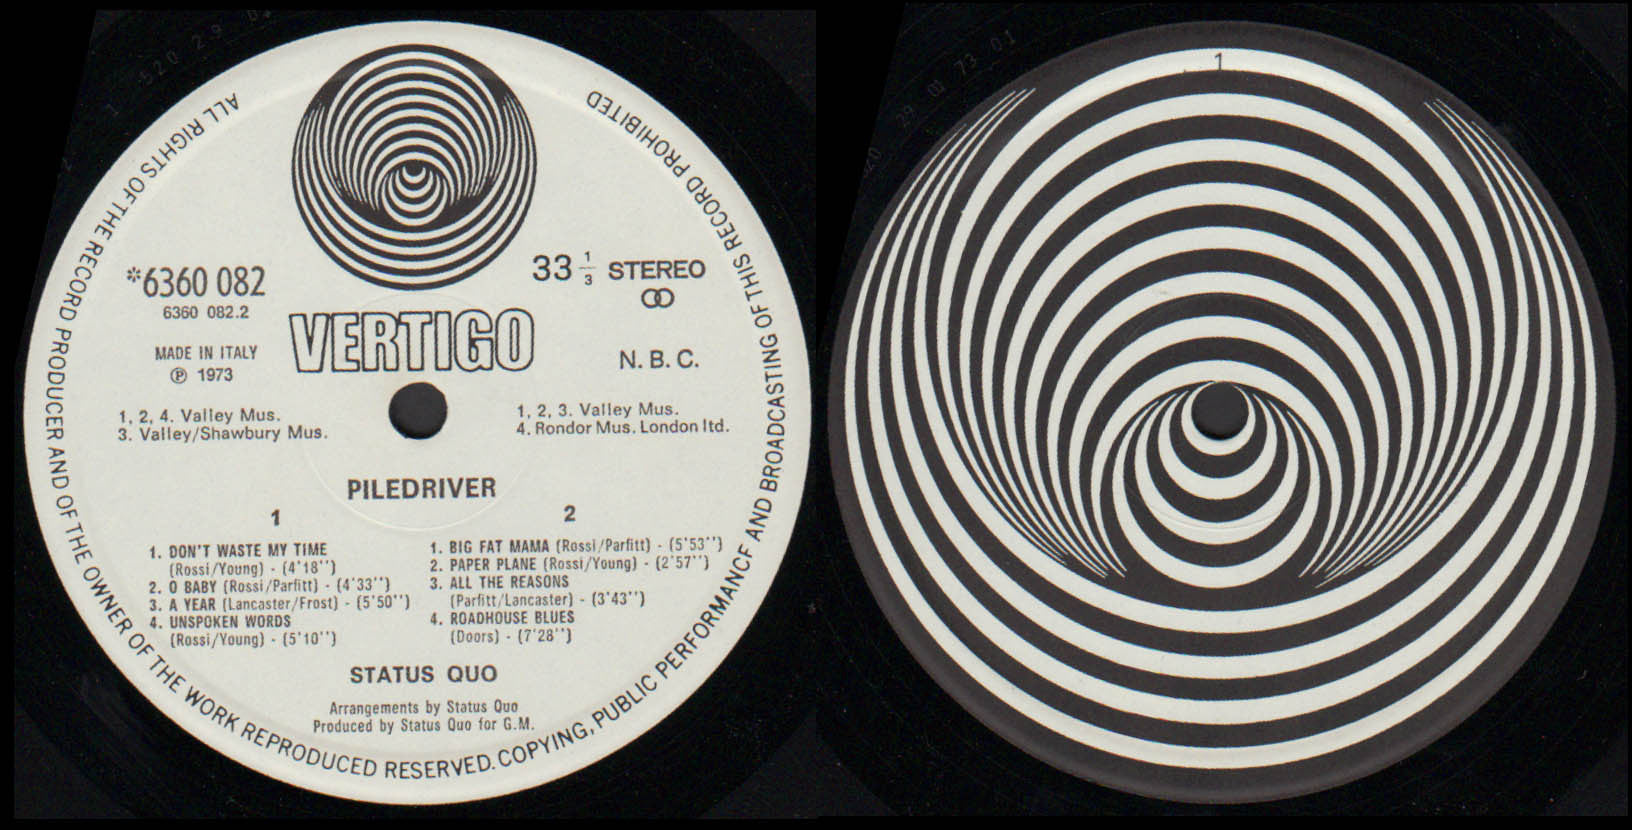 ALL RIGHTS OF THE RECORD PRODUCER AND OF THE OWNER OF THE WORK REPRODUCED RESERVED. COPYING, PUBLIC PERFORMANCE AND BROADCASTING OF THIS RECORD PROHIBITED
*6360 082
6360 082.2
33 1/3 STEREO
MADE IN ITALY
℗ 1973
VERTIGO
N. B. C.
1, 2, 4. Valley Mus.
3. Valley/Shawbury Mus.
1, 2, 3. Valley Mus.
4. Rondor Mus. London ltd.
PILEDRIVER
1
1. DON'T WASTE MY TIME
(Rossi/Young) - (4'18'')
2. O BABY (Rossi/Parfitt) - (4'33'')
3. A YEAR (Lancaster/Frost) - (5'50'')
4. UNSPOKEN WORDS
(Rossi/Young) - (5'10'')
2
1. BIG FAT MAMA (Rossi/Parfitt) - (5'53'')
2. PAPER PLANE (Rossi/Young) - (2'57'')
3. ALL THE REASONS
(Parfitt/Lancaster) - (3'43'')
4. ROADHOUSE BLUES
(Doors) - (7'28'')
STATUS QUO
Arrangements by Status Quo
Produced by Status Quo for G.M.
1